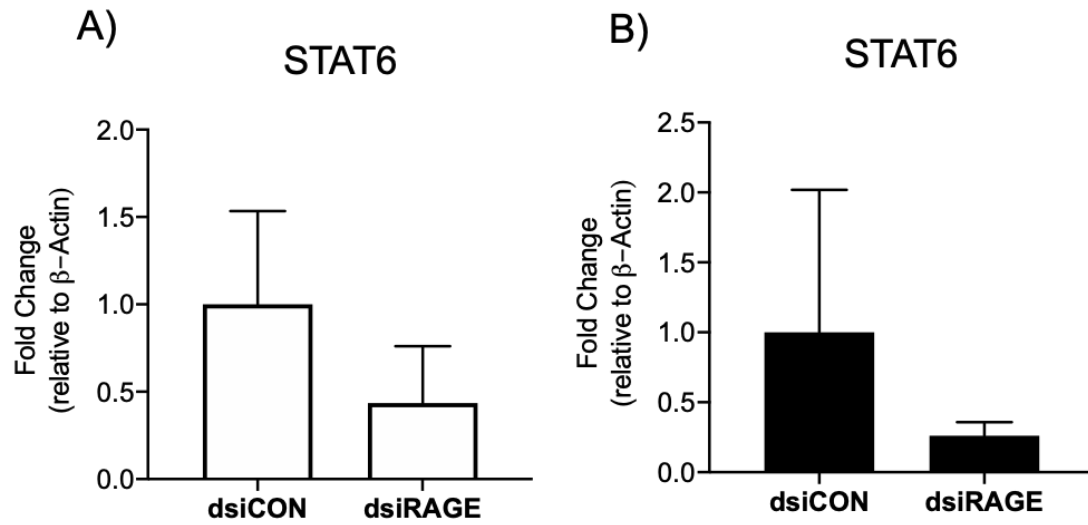 A)
STAT6
Fold Change
(relative to β−Actin)
2.0
1.5
1.0
0.5
0.0
dsiCON
dsiRAGE
B)
STAT6
Fold Change
(relative to β−Actin)
2.5
2.0
1.5
1.0
0.5
0.0
dsiCON
dsiRAGE